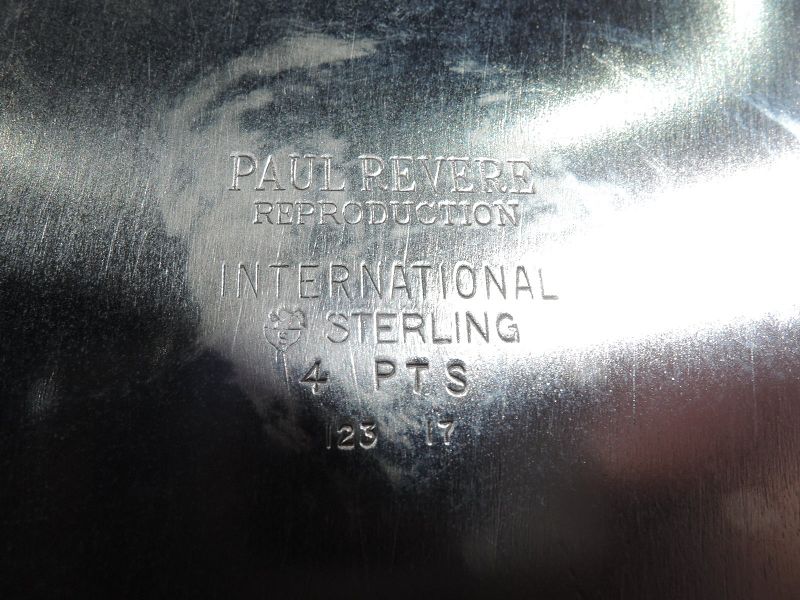 PAUL REVERE
REPRODUCTION
INTERNATIONAL
STERLING
4 PTS
123 17